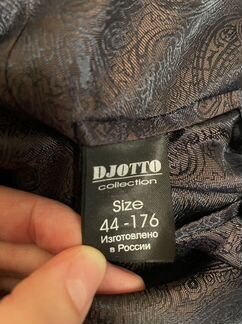 DJOTTO
collection
Size
44-176
Изготовлено
в России